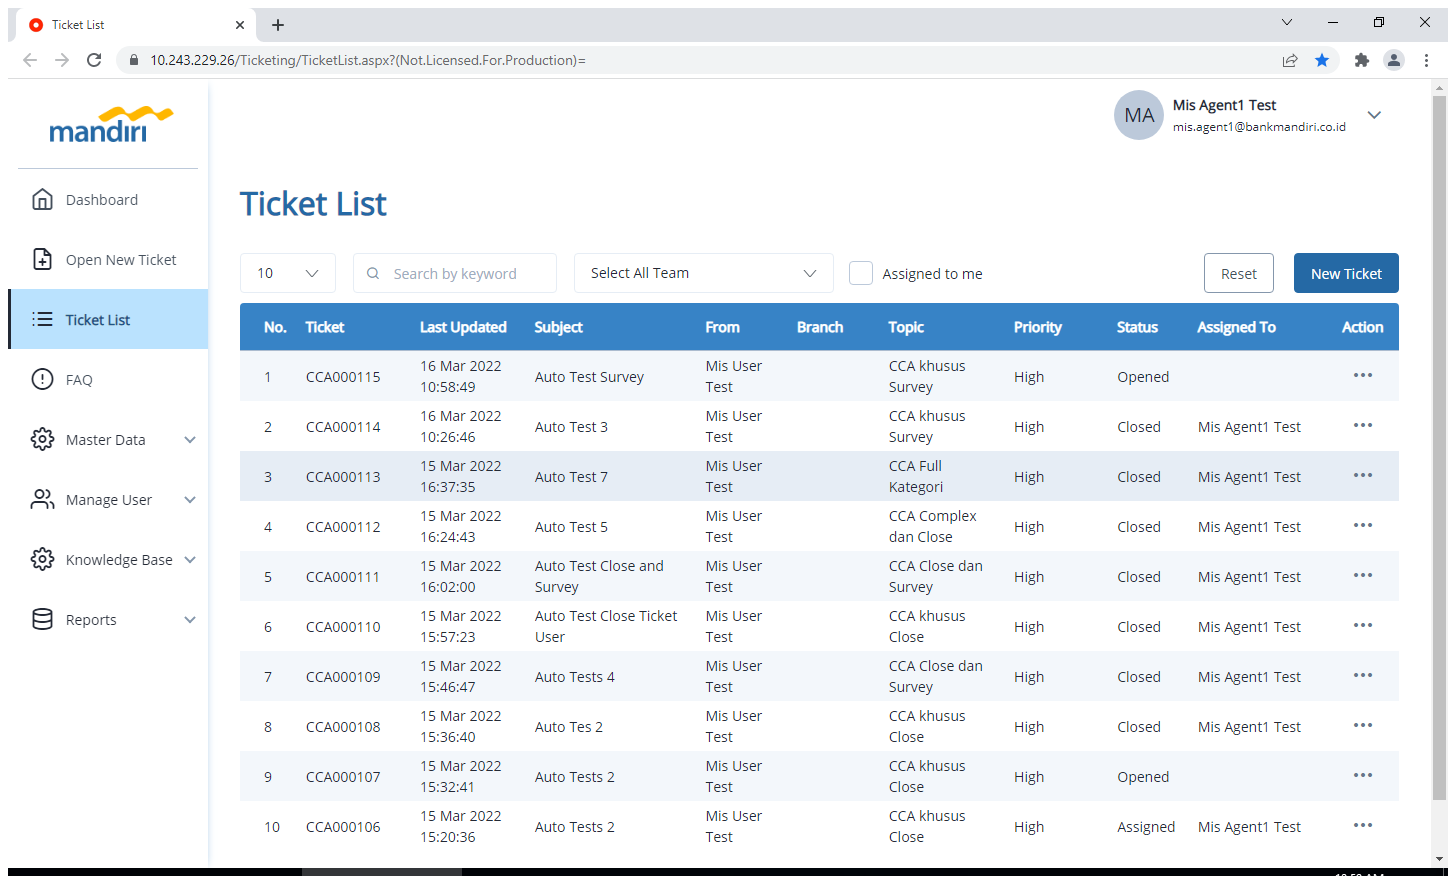 Ticket List
10.243.229.26/Ticketing/TicketList.aspx?(Not.Licensed.For.Production)=
mandiri
MA
Mis Agent1 Test
mis.agent1@bankmandiri.co.id
Dashboard
Open New Ticket
Ticket List
FAQ
Master Data
Manage User
Knowledge Base
Reports
Ticket List
10 Search by keyword Select All Team Assigned to me Reset New Ticket
No. Ticket Last Updated Subject From Branch Topic Priority Status Assigned To Action
1 CCA000115 16 Mar 2022 10:58:49 Auto Test Survey Mis User Test CCA khusus Survey High Opened
2 CCA000114 16 Mar 2022 10:26:46 Auto Test 3 Mis User Test CCA khusus Survey High Closed Mis Agent1 Test
3 CCA000113 15 Mar 2022 16:37:35 Auto Test 7 Mis User Test CCA Full Kategori High Closed Mis Agent1 Test
4 CCA000112 15 Mar 2022 16:24:43 Auto Test 5 Mis User Test CCA Complex dan Close High Closed Mis Agent1 Test
5 CCA000111 15 Mar 2022 16:02:00 Auto Test Close and Survey Mis User Test CCA Close dan Survey High Closed Mis Agent1 Test
6 CCA000110 15 Mar 2022 15:57:23 Auto Test Close Ticket User Mis User Test CCA khusus Close High Closed Mis Agent1 Test
7 CCA000109 15 Mar 2022 15:46:47 Auto Tests 4 Mis User Test CCA Close dan Survey High Closed Mis Agent1 Test
8 CCA000108 15 Mar 2022 15:36:40 Auto Tes 2 Mis User Test CCA khusus Close High Closed Mis Agent1 Test
9 CCA000107 15 Mar 2022 15:32:41 Auto Tests 2 Mis User Test CCA khusus Close High Opened
10 CCA000106 15 Mar 2022 15:20:36 Auto Tests 2 Mis User Test CCA khusus Close High Assigned Mis Agent1 Test